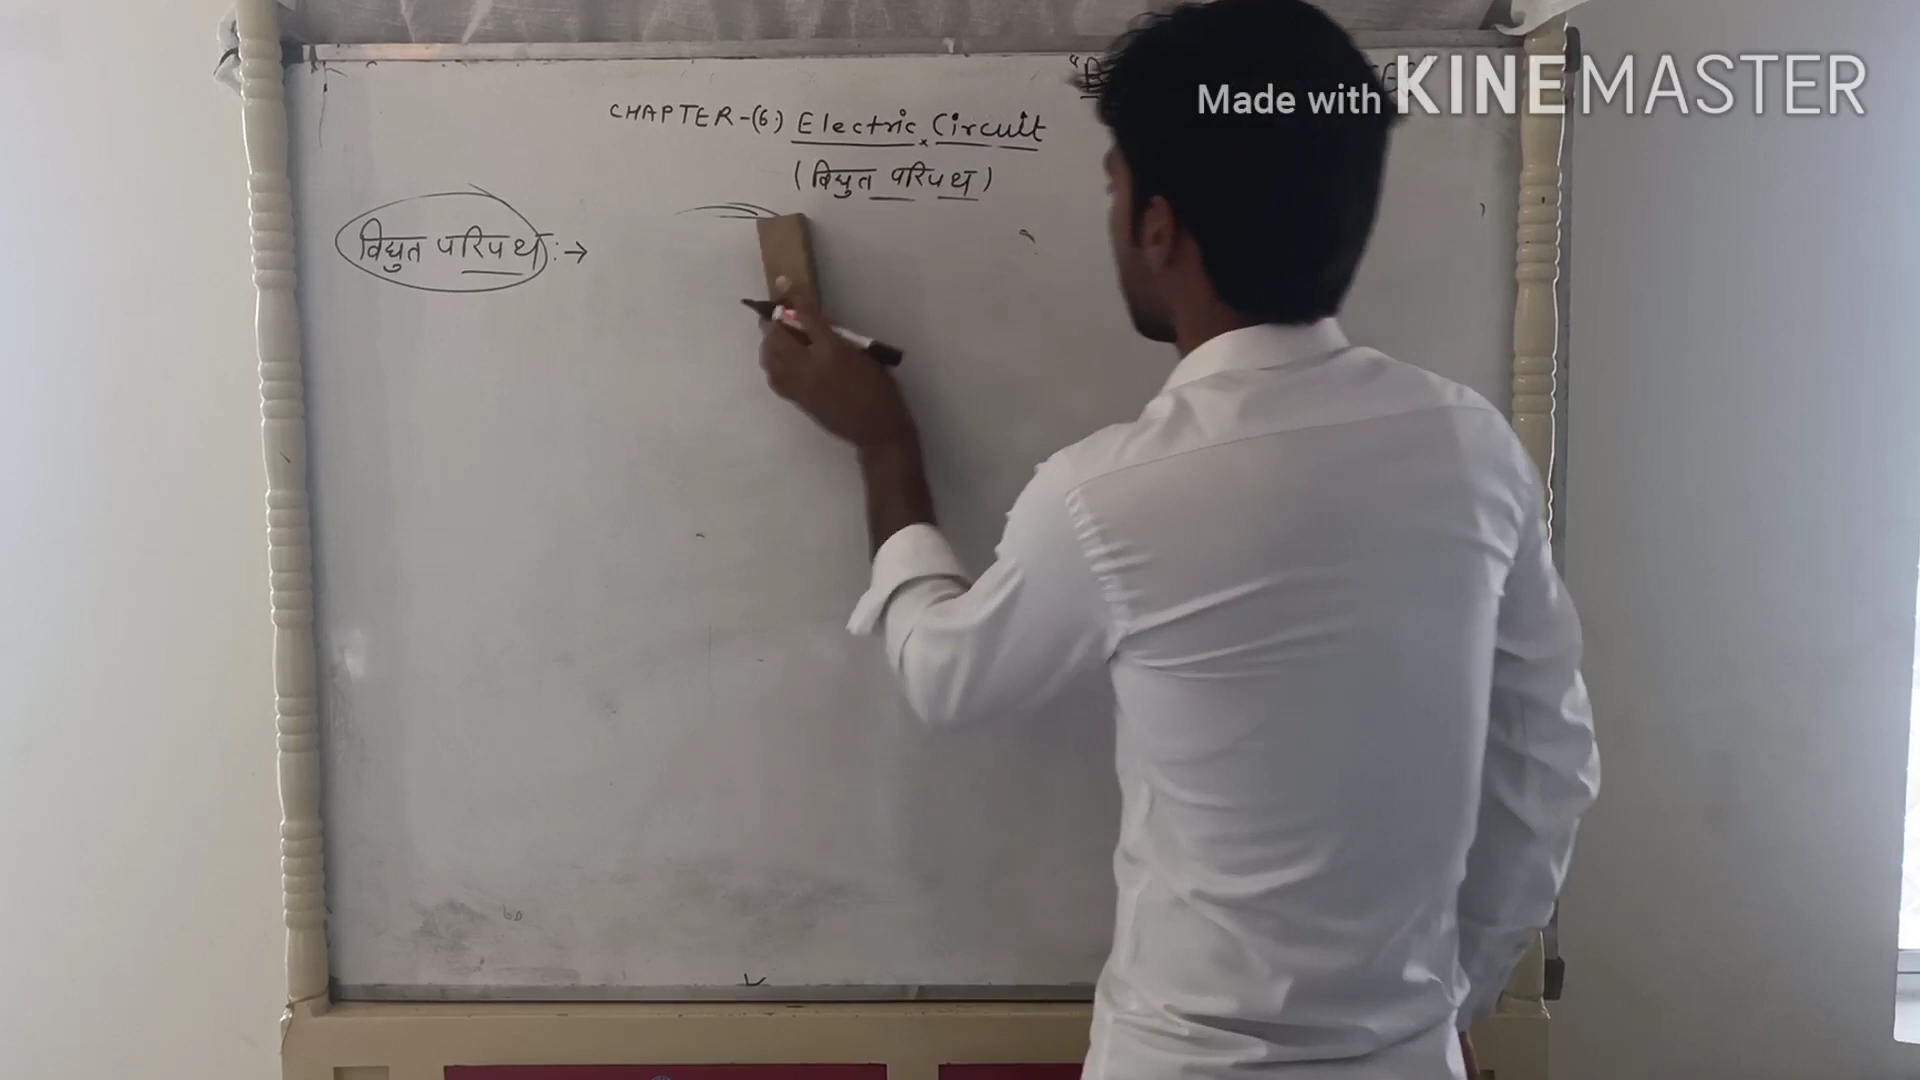 Made with KINEMASTER
CHAPTER-(6:) Electric Circuit
(विद्युत परिपथ)
विद्युत परिपथ :→